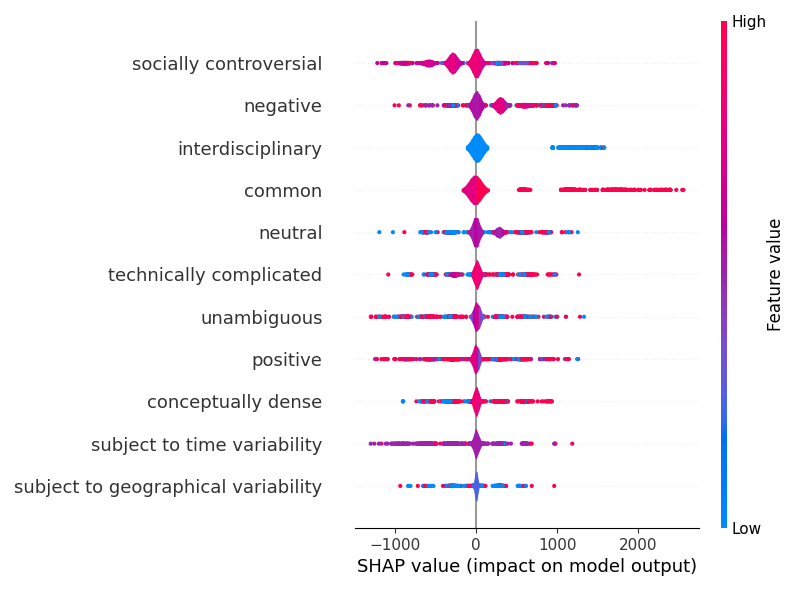 High
socially controversial
negative
interdisciplinary
common
neutral
technically complicated
unambiguous
positive
conceptually dense
subject to time variability
subject to geographical variability
Feature value
Low
−1000
0
1000
2000
SHAP value (impact on model output)